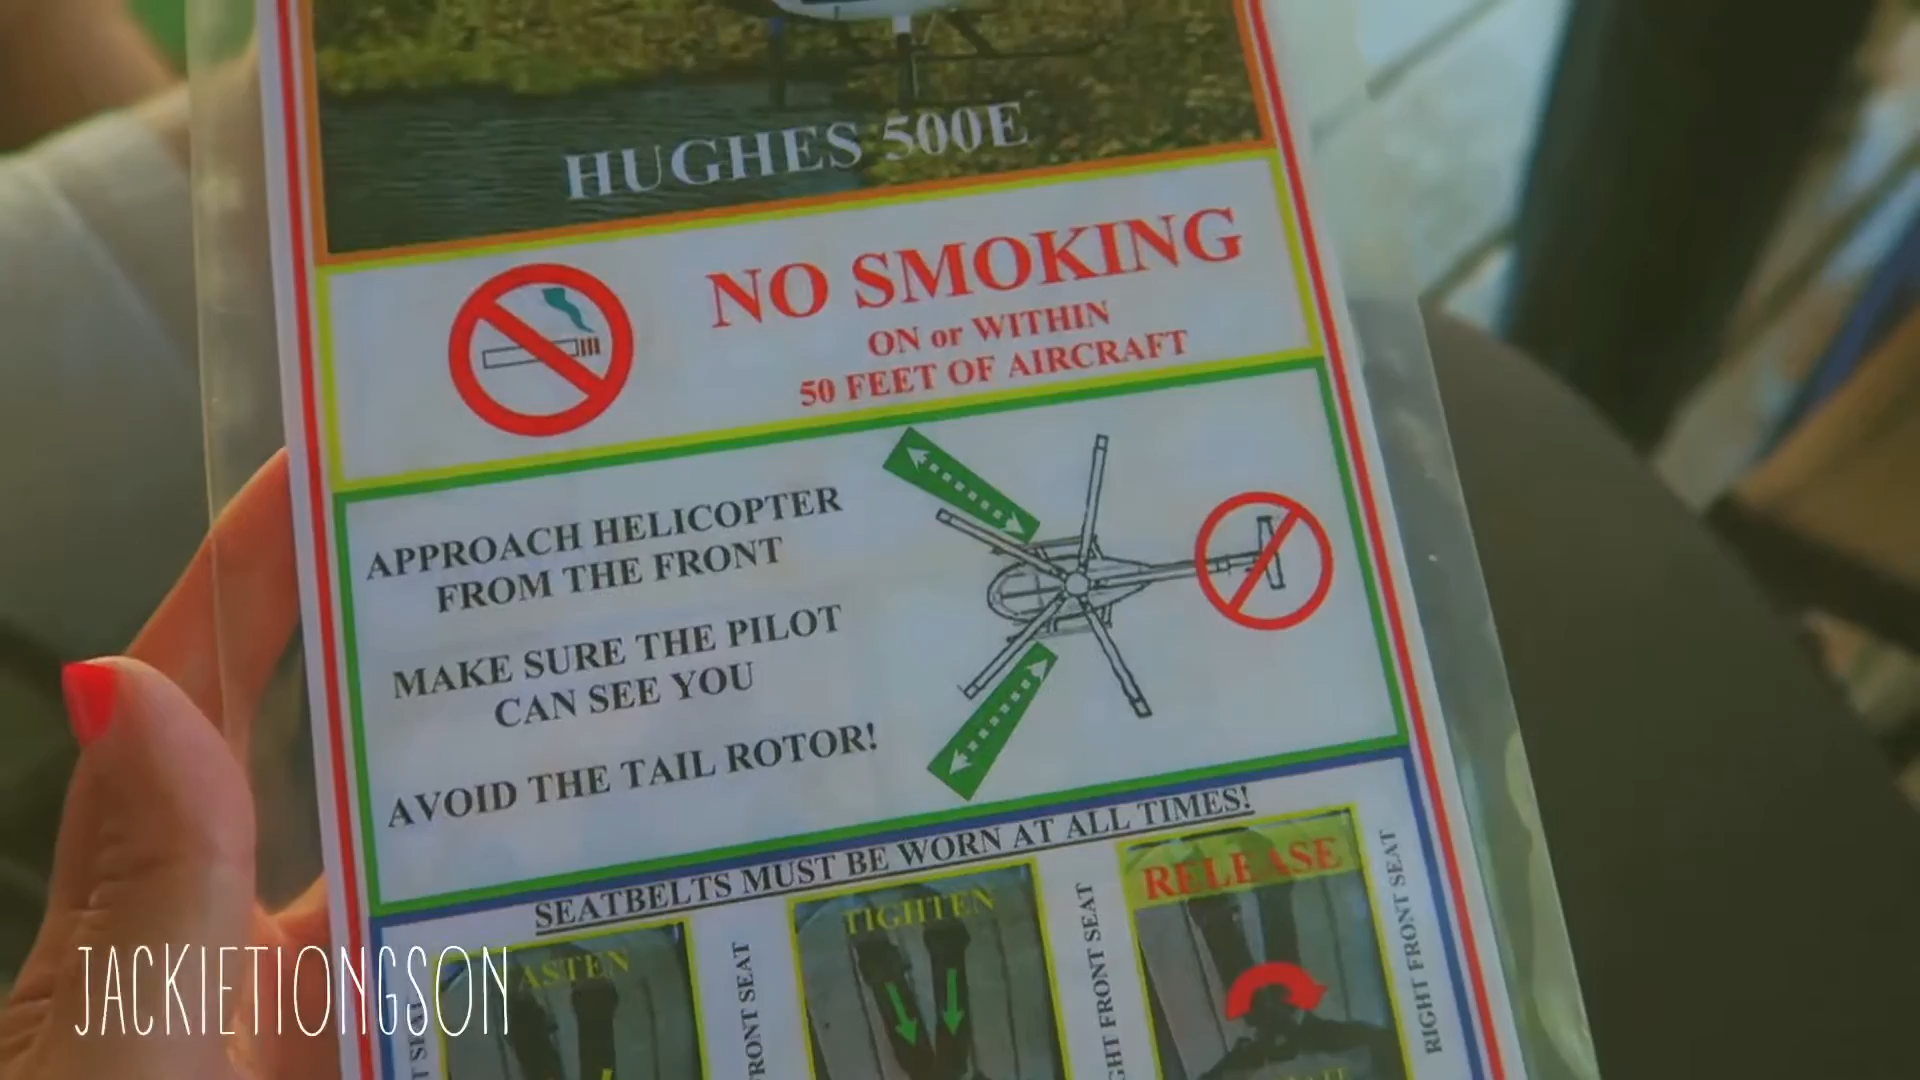 HUGHES 500E
NO SMOKING
ON or WITHIN
50 FEET OF AIRCRAFT
APPROACH HELICOPTER
FROM THE FRONT
MAKE SURE THE PILOT
CAN SEE YOU
AVOID THE TAIL ROTOR!
SEATBELTS MUST BE WORN AT ALL TIMES!
TIGHTEN
RELEASE
FRONT SEAT
FRONT SEAT
RIGHT FRONT SEAT
JACKIETIONGSON